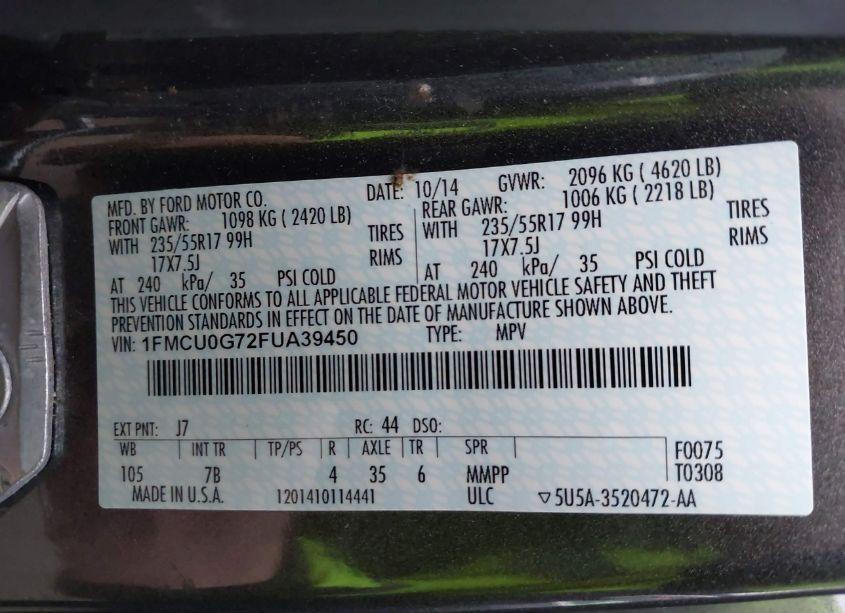 MFD. BY FORD MOTOR CO. DATE: 10/14 GVWR: 2096 KG ( 4620 LB)
FRONT GAWR: 1098 KG ( 2420 LB) REAR GAWR: 1006 KG ( 2218 LB)
WITH 235/55R17 99H TIRES WITH 235/55R17 99H TIRES
17X7.5J RIMS 17X7.5J RIMS
AT 240 kPa/ 35 PSI COLD AT 240 kPa/ 35 PSI COLD
THIS VEHICLE CONFORMS TO ALL APPLICABLE FEDERAL MOTOR VEHICLE SAFETY AND THEFT
PREVENTION STANDARDS IN EFFECT ON THE DATE OF MANUFACTURE SHOWN ABOVE.
VIN: 1FMCU0G72FUA39450 TYPE: MPV
EXT PNT: J7 RC: 44 DSO:
WB INT TR TP/PS R AXLE TR SPR F0075
105 7B 4 35 6 MMPP T0308
MADE IN U.S.A. 1201410114441 ULC ▽5U5A-3520472-AA